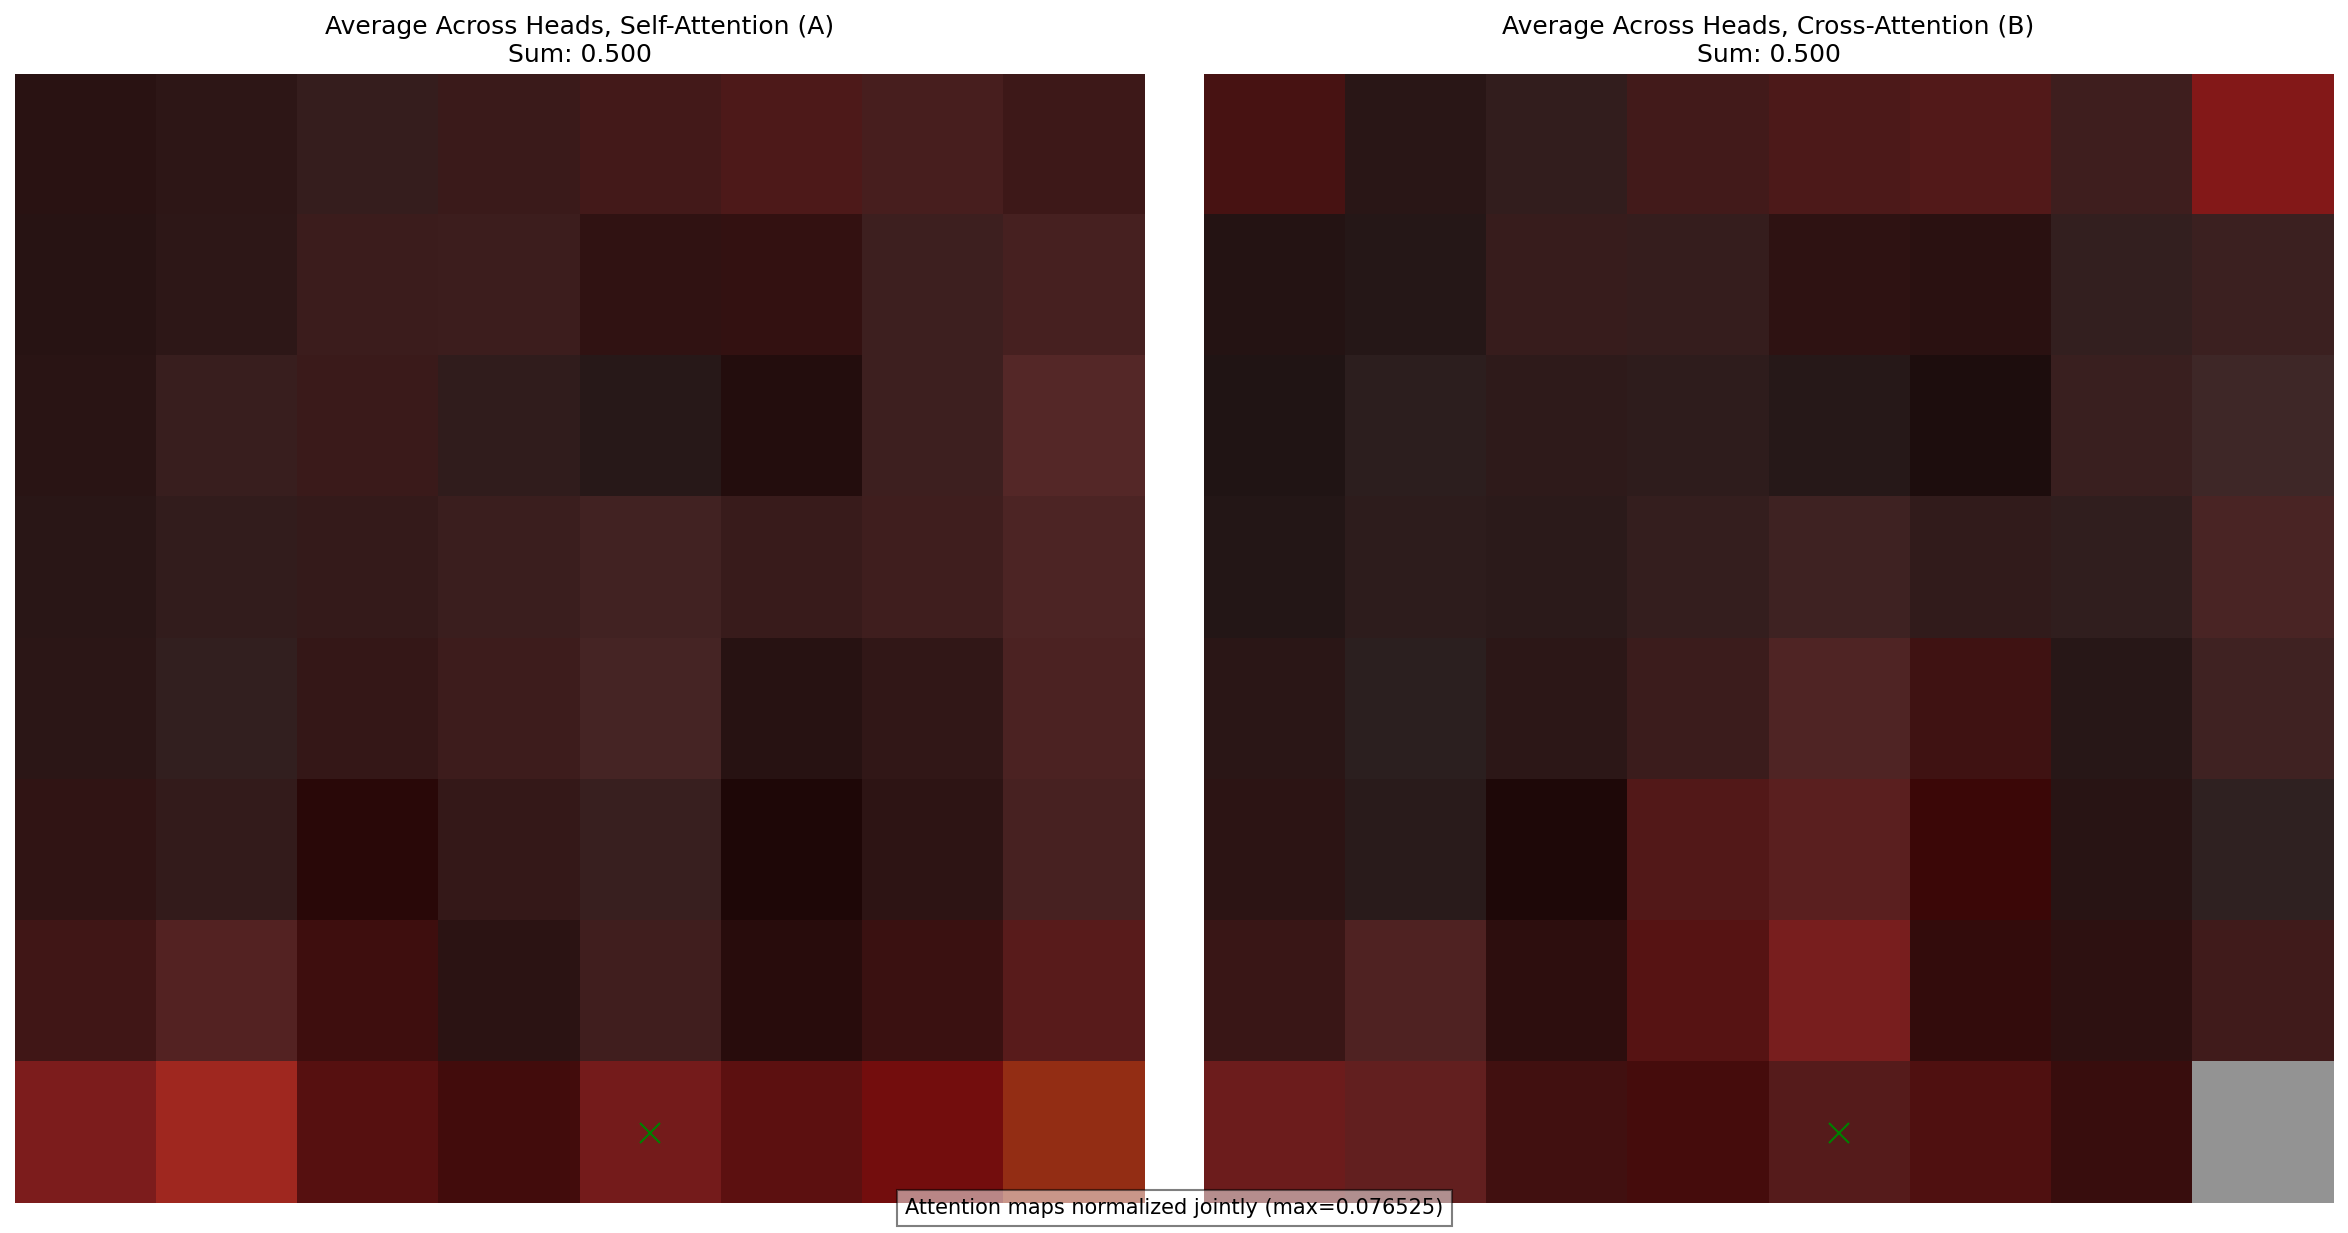 Average Across Heads, Self-Attention (A)
Sum: 0.500
Average Across Heads, Cross-Attention (B)
Sum: 0.500
Attention maps normalized jointly (max=0.076525)